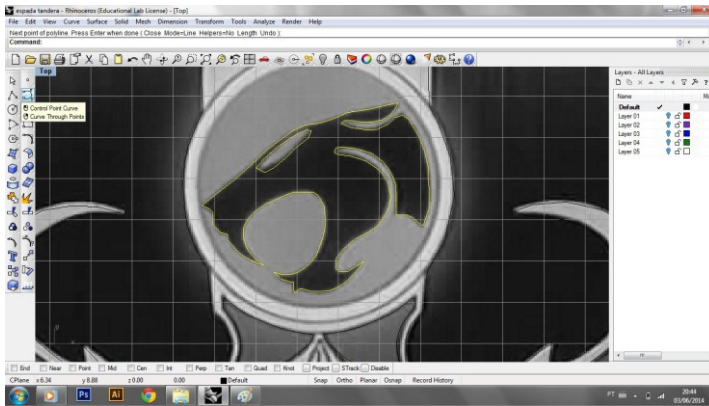 espada tandera - Rhinoceros (Educational Lab License) - [Top]
File Edit View Curve Surface Solid Mesh Dimension Transform Tools Analyze Render Help
Next point of polyline. Press Enter when done ( Close Mode=Line Helpers=No Length Undo ):
Command:
Top
Control Point Curve
Curve Through Points
Layers - All Layers
Name
Default
Layer 01
Layer 02
Layer 03
Layer 04
Layer 05
End Near Point Mid Cen Int Perp Tan Quad Knot Project STrack Disable
CPlane x 6.34 y 8.88 z 0.00 0.00 Default Snap Ortho Planar Osnap Record History
Ps Ai PT 20:44
03/06/2014